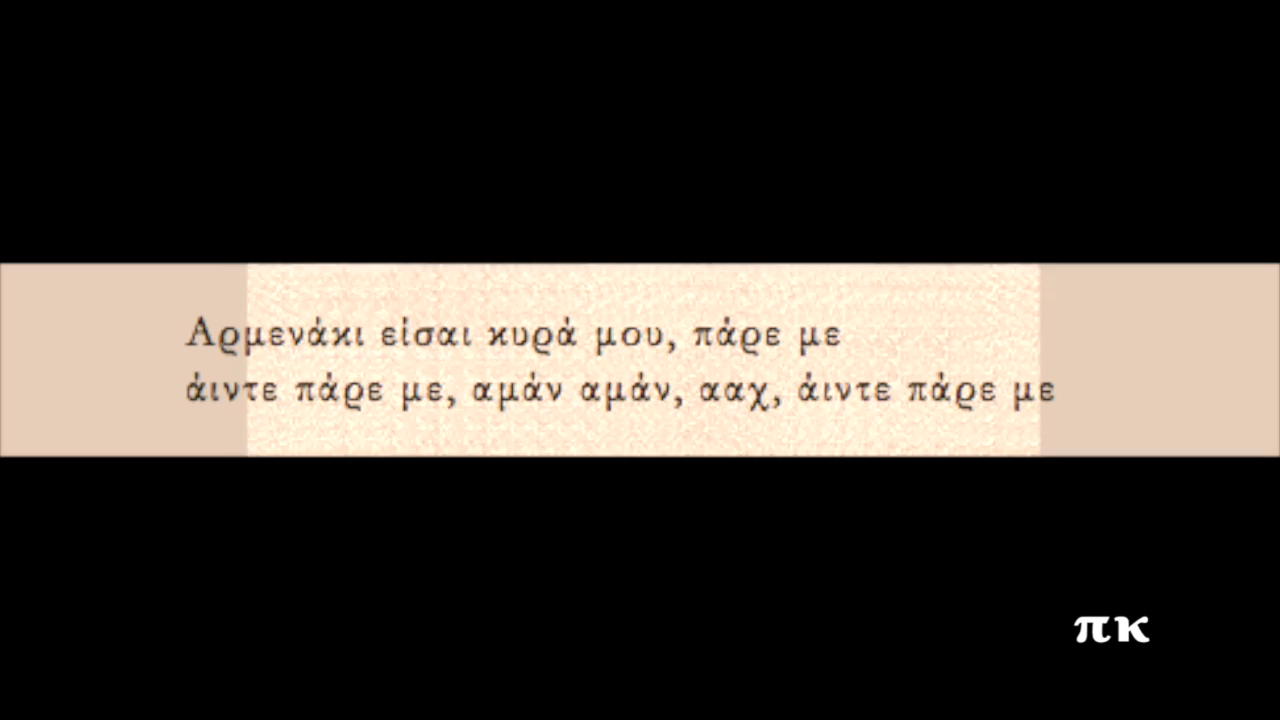 Αρμενάκι είσαι κυρά μου, πάρε με
άιντε πάρε με, αμάν αμάν, ααχ, άιντε πάρε με
πκ